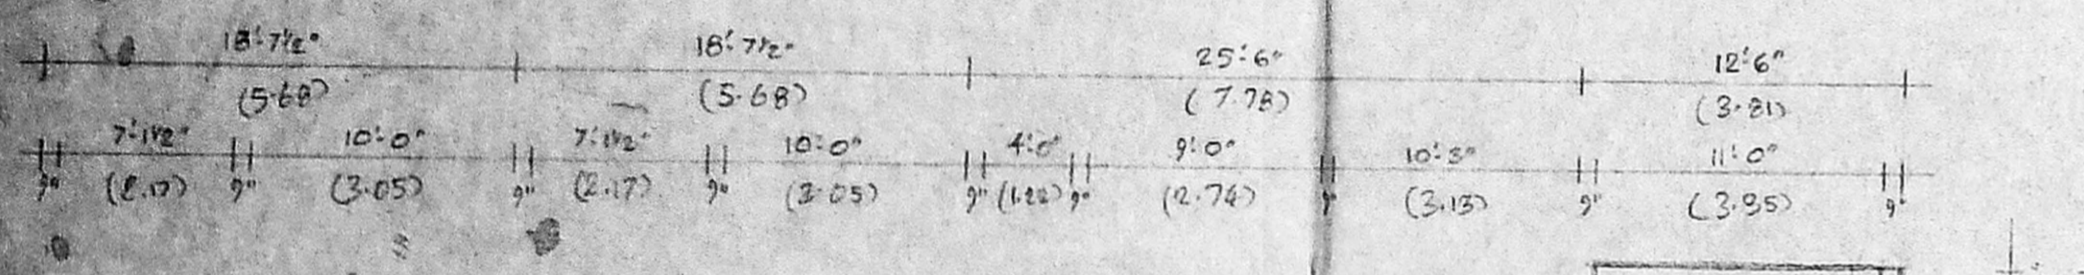 18'-7½" 18'-7½" 25'-6" 12'-6"
(5.68) (5.68) (7.78) (3.81)
7'-1½" 10'-0" 7'-1½" 10'-0" 4'-0" 9'-0" 10'-3" 11'-0"
9" (2.17) 9" (3.05) 9" (2.17) 9" (3.05) 9" (1.22) 9" (2.74) 9" (3.13) 9" (3.35) 9"